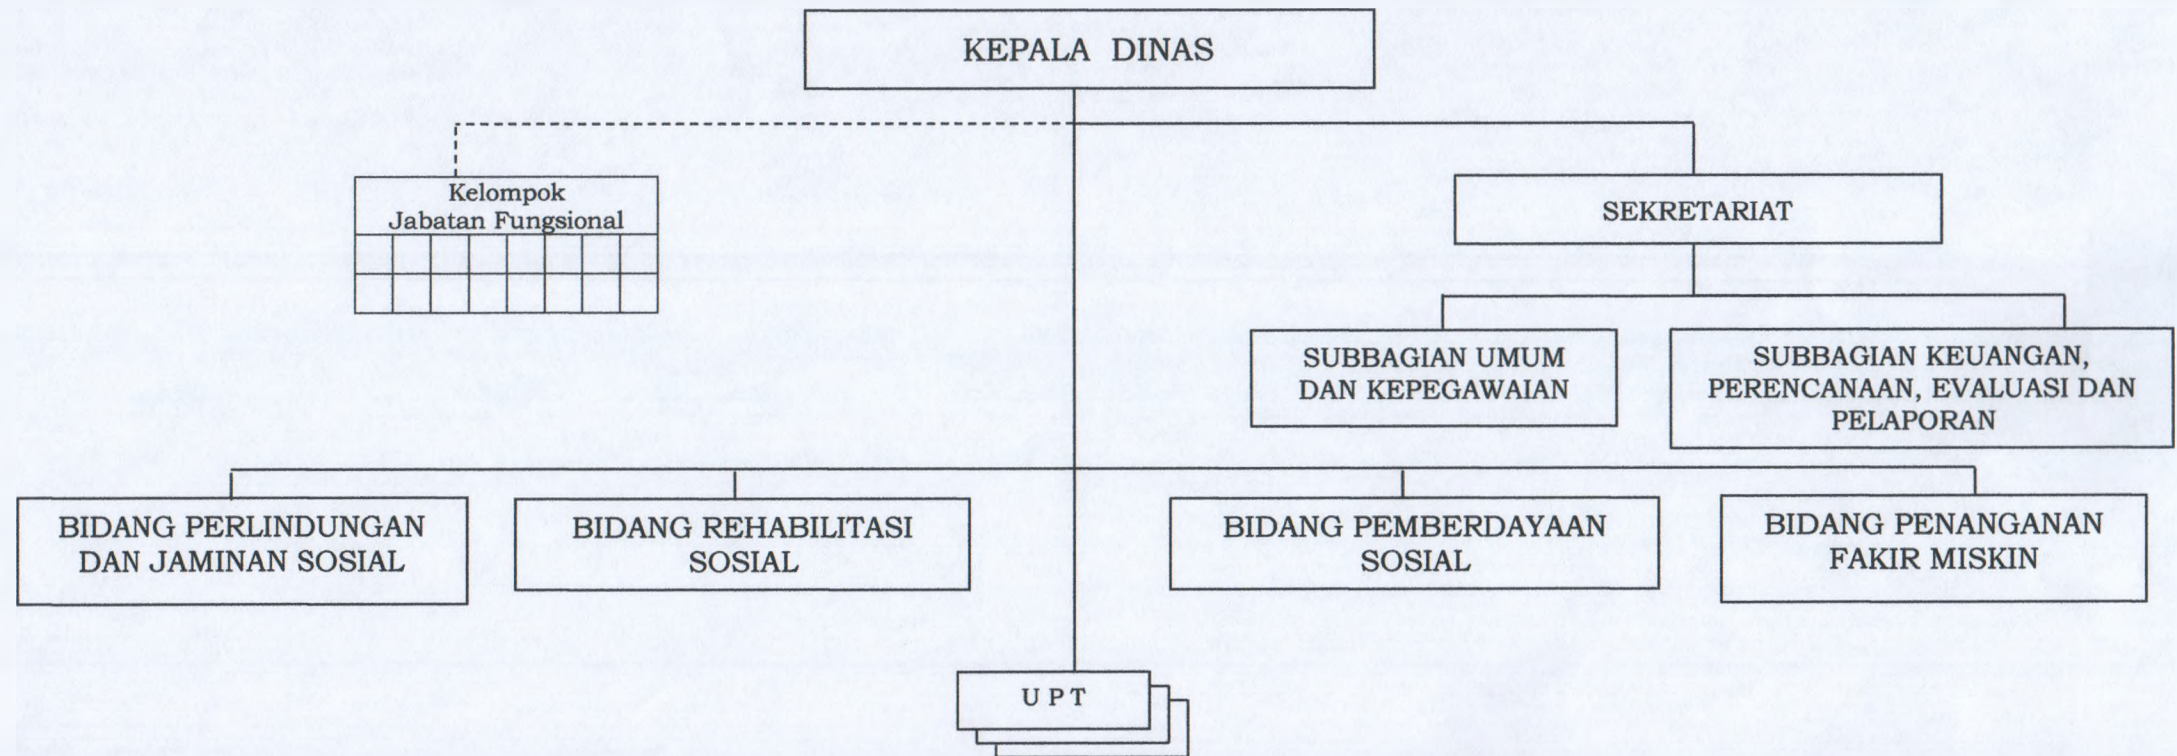 KEPALA DINAS
Kelompok
Jabatan Fungsional
SEKRETARIAT
SUBBAGIAN UMUM
DAN KEPEGAWAIAN
SUBBAGIAN KEUANGAN,
PERENCANAAN, EVALUASI DAN
PELAPORAN
BIDANG PERLINDUNGAN
DAN JAMINAN SOSIAL
BIDANG REHABILITASI
SOSIAL
BIDANG PEMBERDAYAAN
SOSIAL
BIDANG PENANGANAN
FAKIR MISKIN
U P T